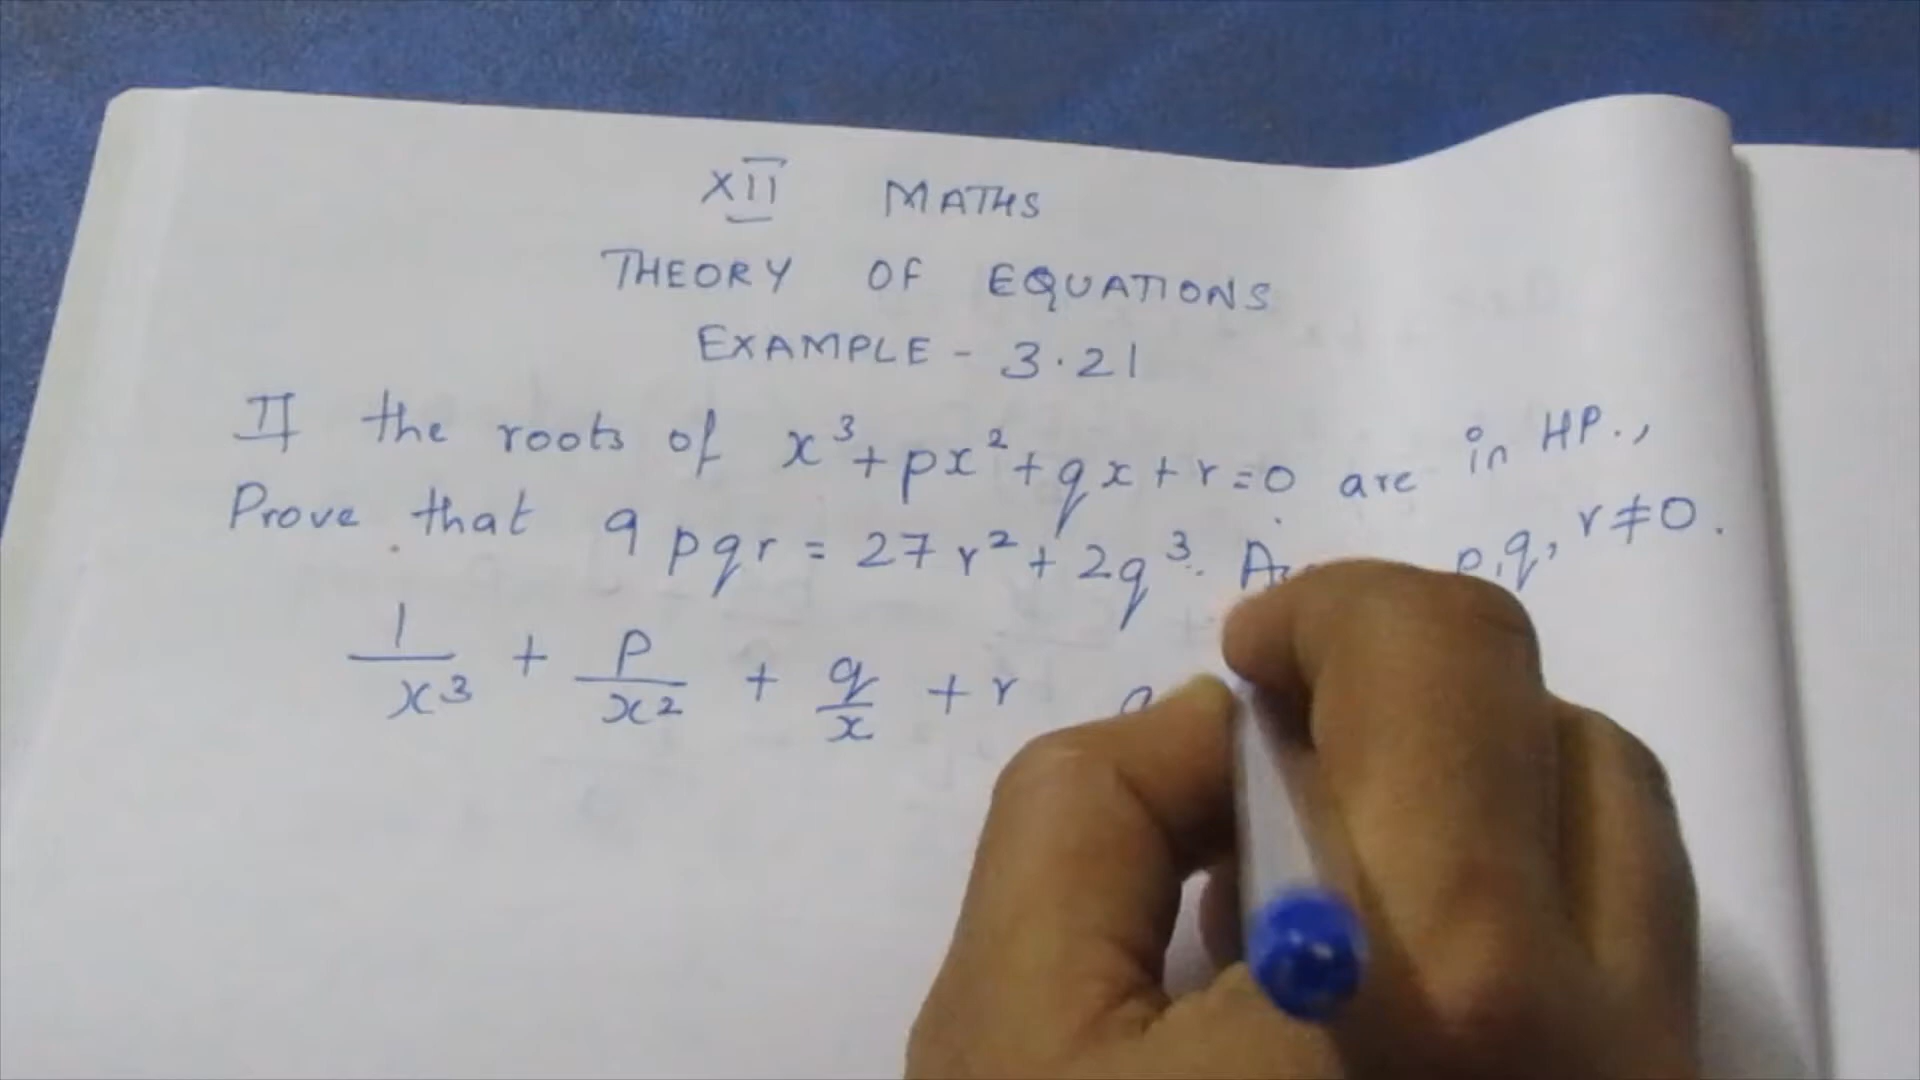 XII MATHS
THEORY OF EQUATIONS
EXAMPLE - 3.21
If the roots of x³+px²+qx+r=0 are in HP.,
Prove that 9pqr = 27r²+2q³. p,q, r≠0.
1/x³ + p/x² + q/x + r